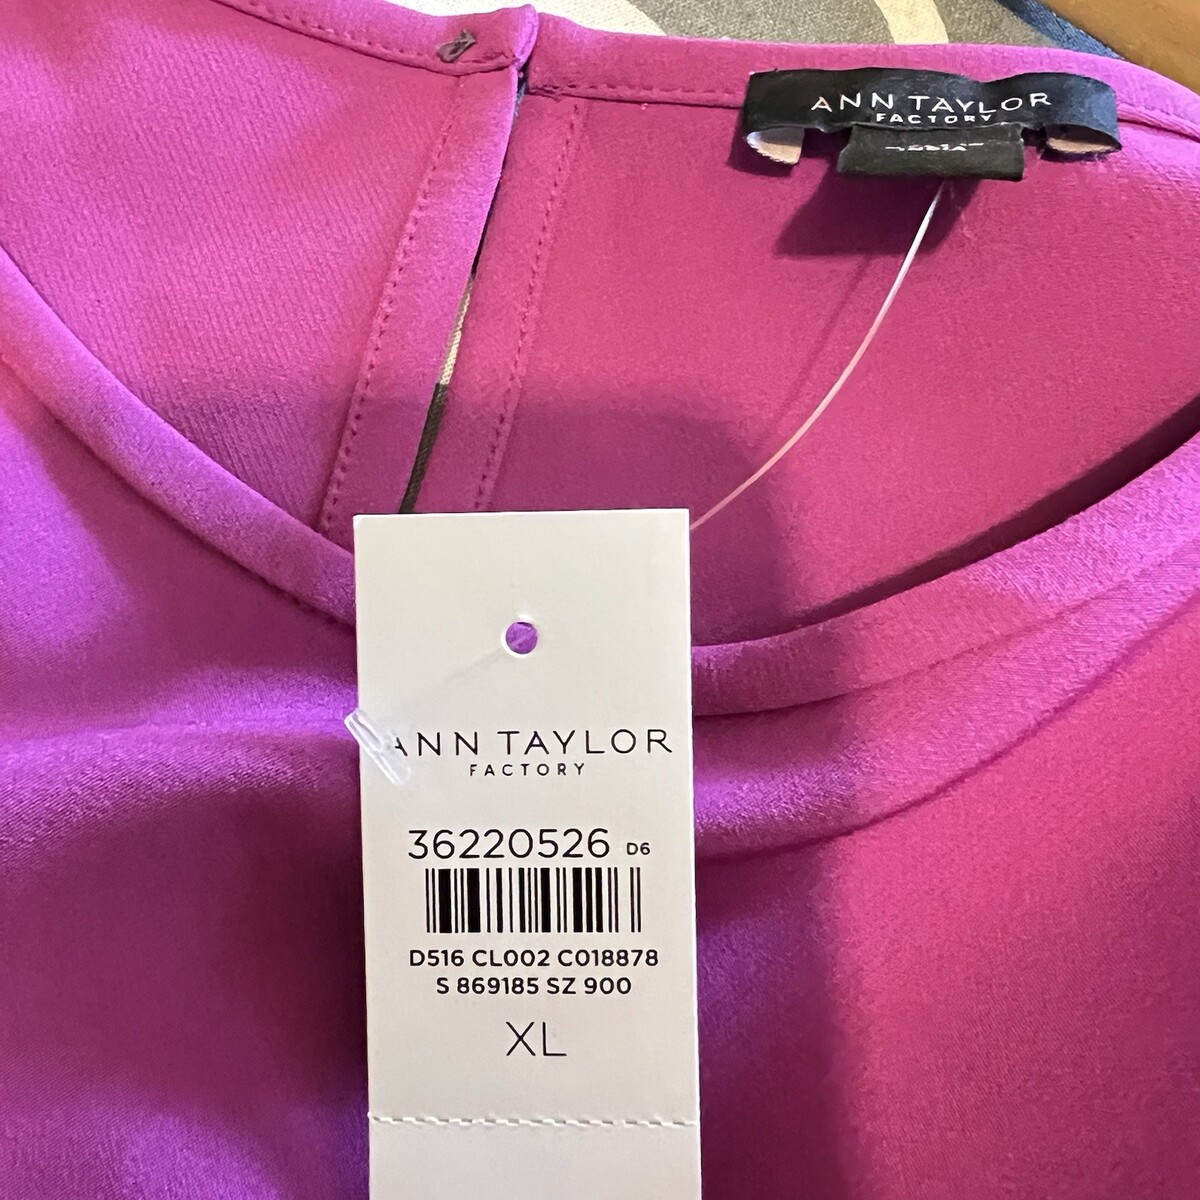 ANN TAYLOR
FACTORY
ANN TAYLOR
FACTORY
36220526 D6
D516 CL002 C018878
S 869185 SZ 900
XL